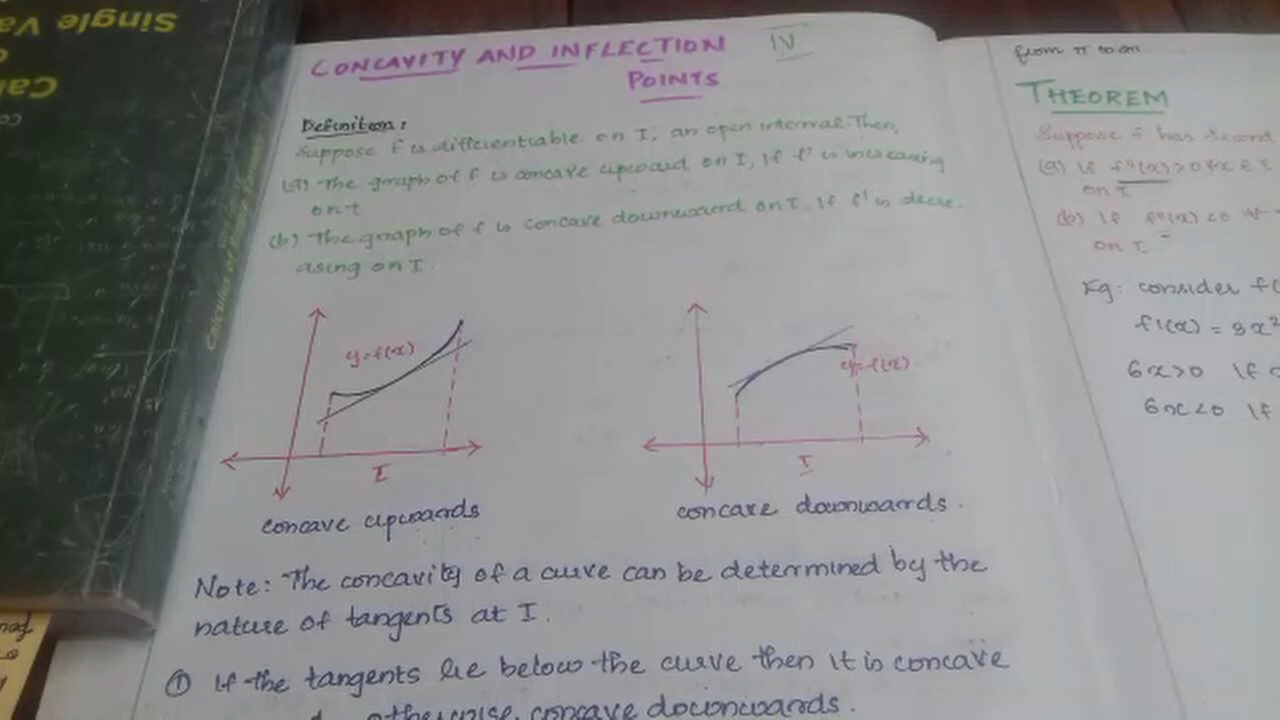 Single Va
CONCAVITY AND INFLECTION IV
POINTS
Definition:
Suppose f is differentiable on I, an open interval. Then,
(a) The graph of f is concave upward on I, if f' is increasing
on I
(b) The graph of f is concave downward on I, if f' is decre-
asing on I.
y=f(x)
I
concave upwards
y=f(x)
I
concave downwards.
Note: The concavity of a curve can be determined by the
nature of tangents at I.
① If the tangents lie below the curve then it is concave
otherwise, concave downwards.
from π to
THEOREM
Suppose f has second
(a) If f''(x) > 0 ∀x ∈ I
on I
(b) If f''(x) < 0 ∀
on I
Eg: consider f(
f'(x) = 3x²
6x>0 if
6x<0 if